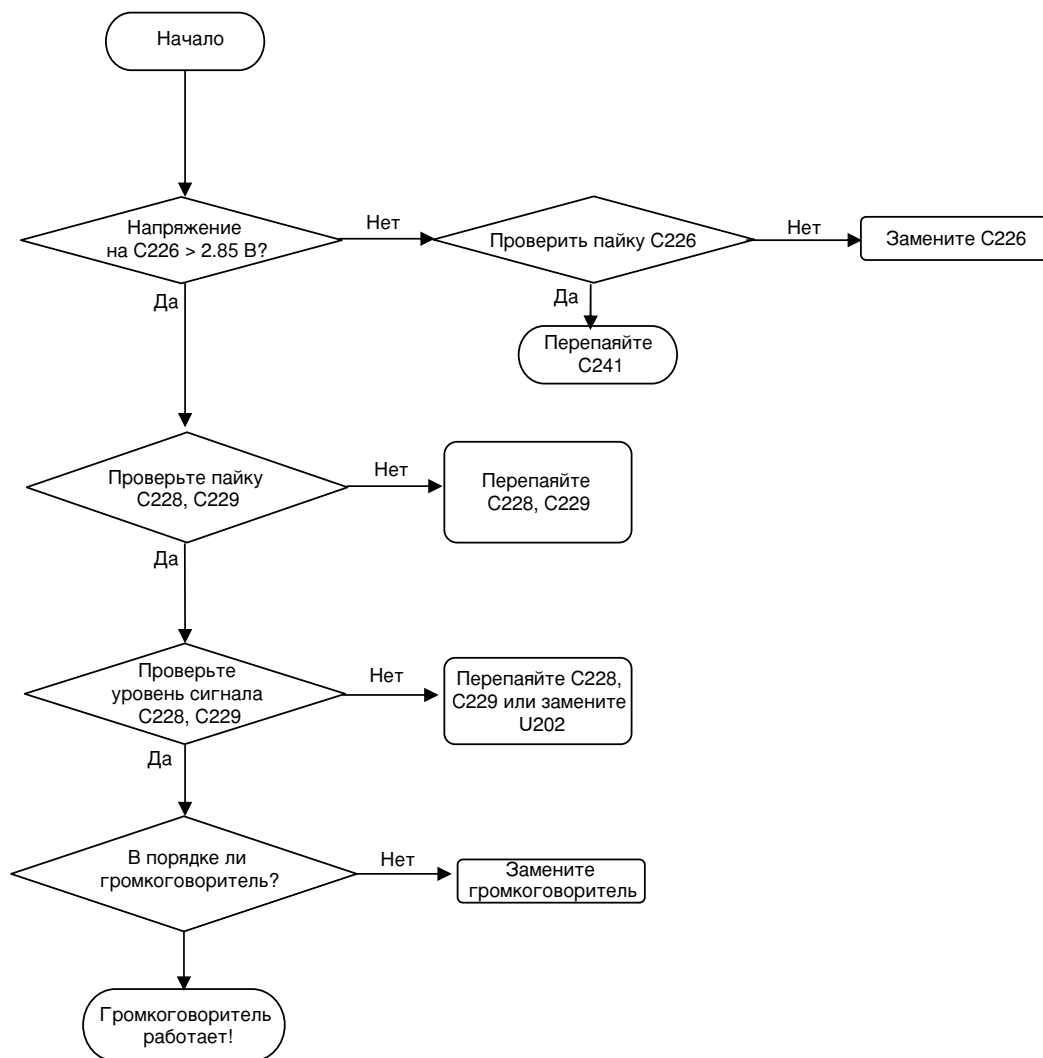 Начало
Напряжение
на C226 > 2.85 В?
Нет
Проверить пайку C226
Нет
Замените C226
Да
Да
Перепаяйте
C241
Проверьте пайку
C228, C229
Нет
Перепаяйте
C228, C229
Да
Проверьте
уровень сигнала
C228, C229
Нет
Перепаяйте C228,
C229 или замените
U202
Да
В порядке ли
громкоговоритель?
Нет
Замените
громкоговоритель
Громкоговоритель
работает!